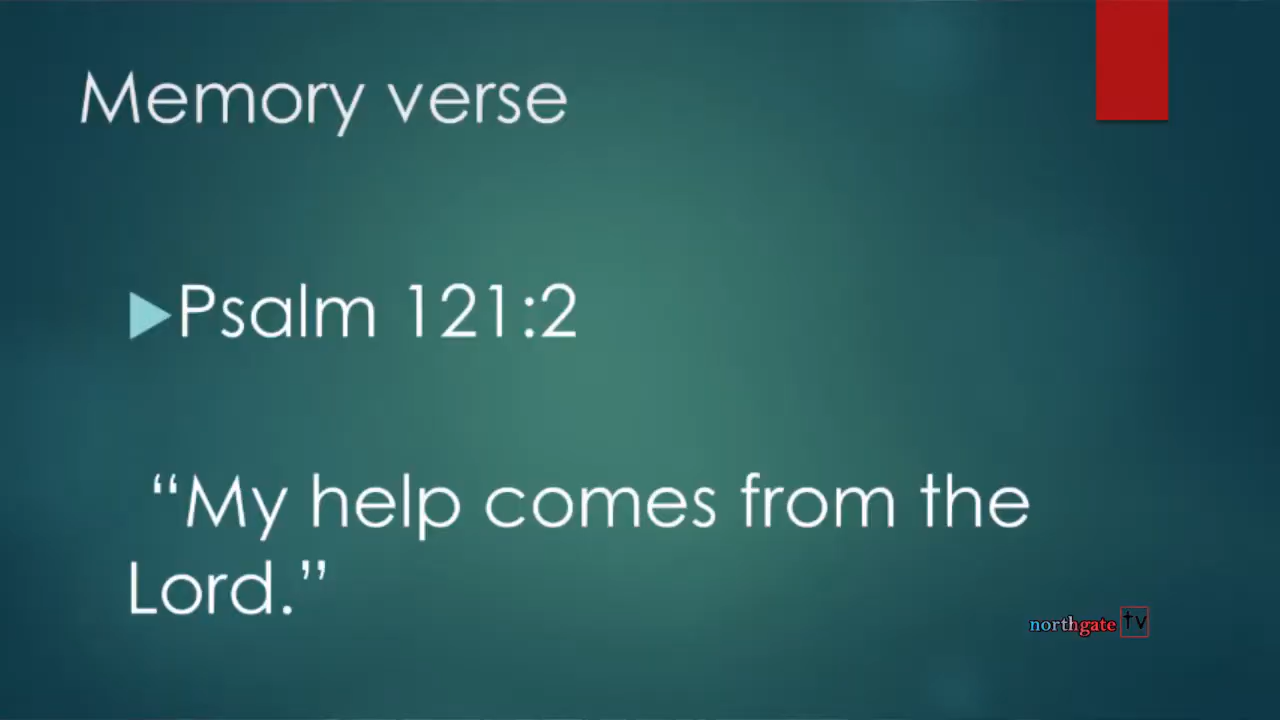 Memory verse
Psalm 121:2
“My help comes from the
Lord.”
northgate tv